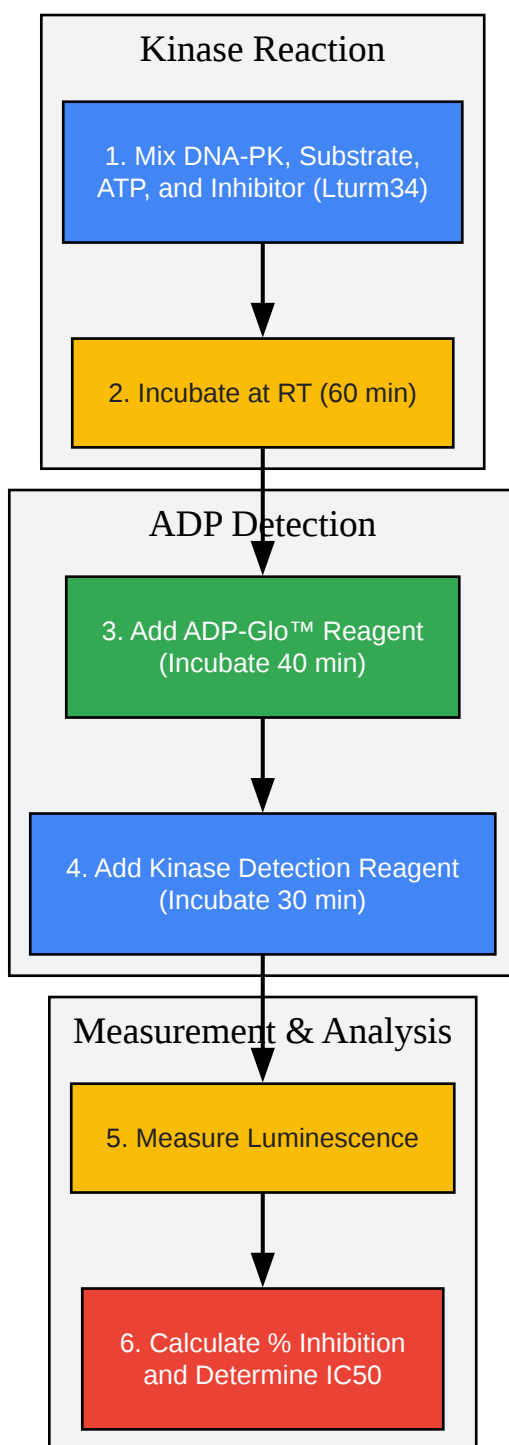 Kinase Reaction
1. Mix DNA-PK, Substrate,
ATP, and Inhibitor (Lturm34)
2. Incubate at RT (60 min)
ADP Detection
3. Add ADP-Glo™ Reagent
(Incubate 40 min)
4. Add Kinase Detection Reagent
(Incubate 30 min)
Measurement & Analysis
5. Measure Luminescence
6. Calculate % Inhibition
and Determine IC50